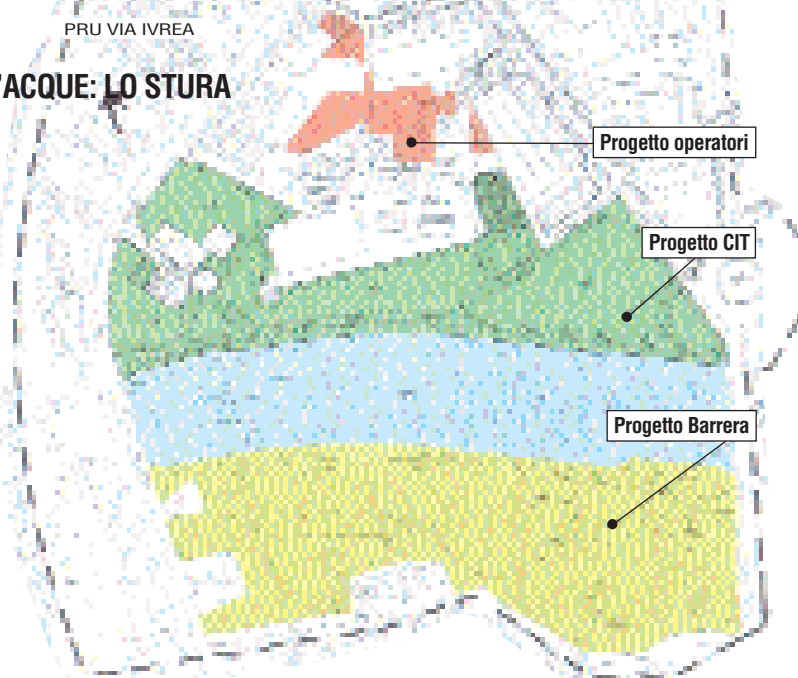 PRU VIA IVREA
'ACQUE: LO STURA
Progetto operatori
Progetto CIT
Progetto Barrera